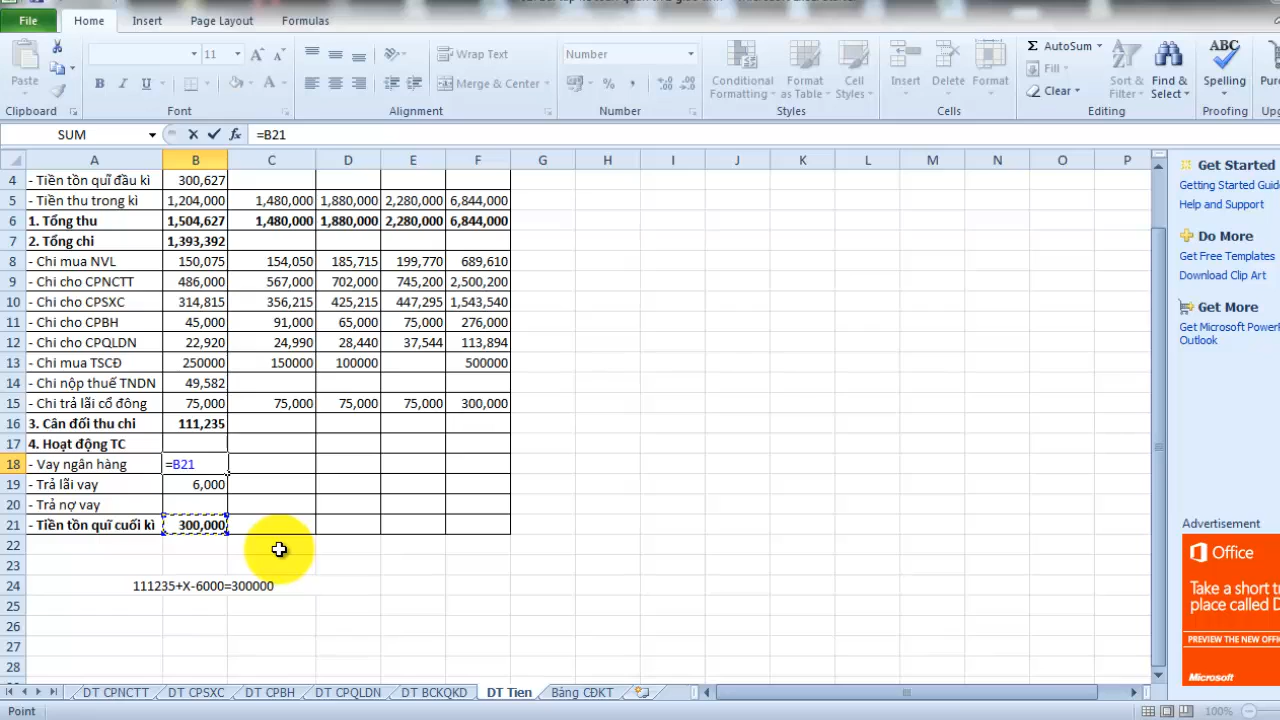 File Home Insert Page Layout Formulas
Paste 11 Wrap Text Number AutoSum
B I U Merge & Center % , Conditional Formatting Format as Table Cell Styles Insert Delete Format Fill Clear Sort & Filter Find & Select ABC Spelling
Clipboard Font Alignment Number Styles Cells Editing Proofing
SUM fx =B21
A B C D E F G H I J K L M N O P
4 - Tiền tồn quĩ đầu kì 300,627
5 - Tiền thu trong kì 1,204,000 1,480,000 1,880,000 2,280,000 6,844,000
6 1. Tổng thu 1,504,627 1,480,000 1,880,000 2,280,000 6,844,000
7 2. Tổng chi 1,393,392
8 - Chi mua NVL 150,075 154,050 185,715 199,770 689,610
9 - Chi cho CPNCTT 486,000 567,000 702,000 745,200 2,500,200
10 - Chi cho CPSXC 314,815 356,215 425,215 447,295 1,543,540
11 - Chi cho CPBH 45,000 91,000 65,000 75,000 276,000
12 - Chi cho CPQLDN 22,920 24,990 28,440 37,544 113,894
13 - Chi mua TSCĐ 250000 150000 100000 500000
14 - Chi nộp thuế TNDN 49,582
15 - Chi trả lãi cổ đông 75,000 75,000 75,000 75,000 300,000
16 3. Cân đối thu chi 111,235
17 4. Hoạt động TC
18 - Vay ngân hàng =B21
19 - Trả lãi vay 6,000
20 - Trả nợ vay
21 - Tiền tồn quĩ cuối kì 300,000
22
23
24 111235+X-6000=300000
25
26
27
28
Get Started
Getting Started Guide
Help and Support
Do More
Get Free Templates
Download Clip Art
Get More
Get Microsoft
Outlook
Advertisement
Office
Take a short
place called
PREVIEW THE NEW
Microsoft
DT CPNCTT DT CPSXC DT CPBH DT CPQLDN DT BCKQKD DT Tien Bảng CĐKT
Point 100%